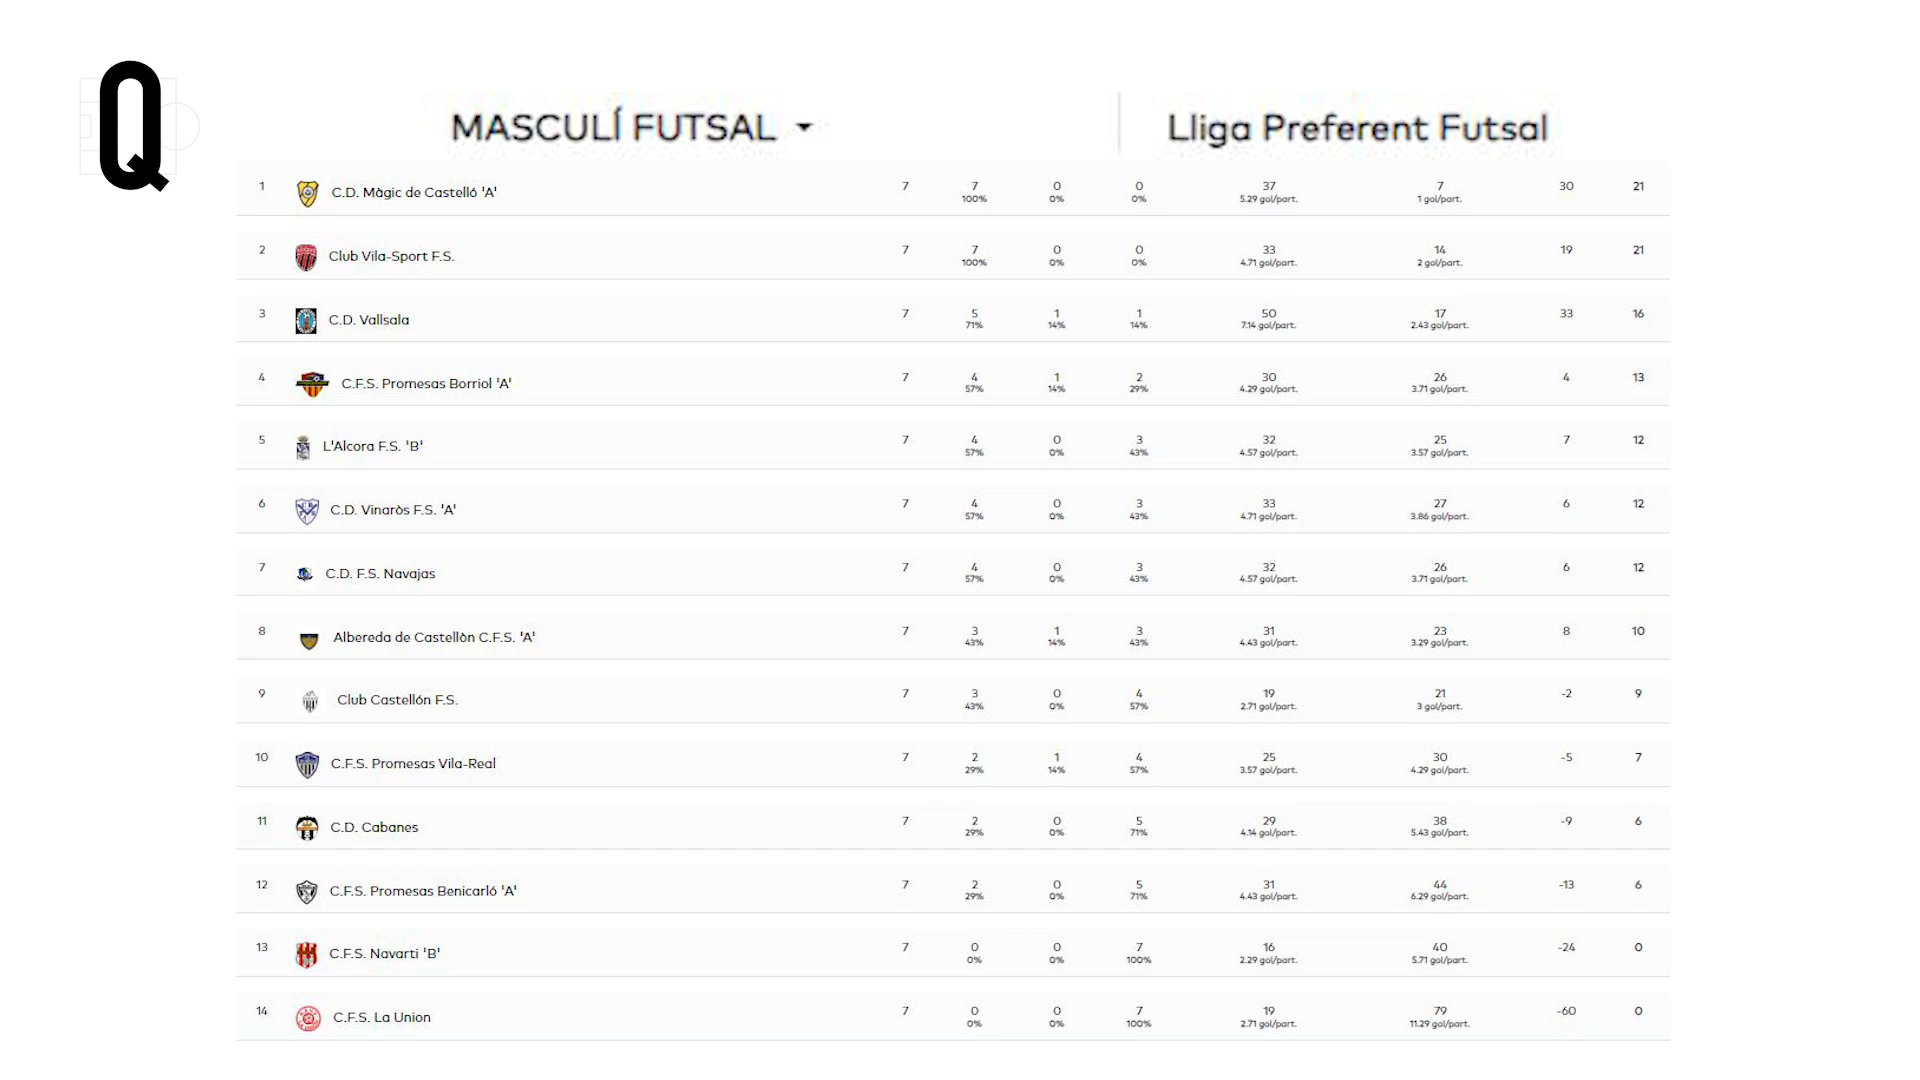 Q
MASCULÍ FUTSAL
Lliga Preferent Futsal
1 C.D. Màgic de Castelló 'A' 7 7 0 0 37 7 30 21
100% 0% 0% 5.29 gol/part. 1 gol/part.
2 Club Vila-Sport F.S. 7 7 0 0 33 14 19 21
100% 0% 0% 4.71 gol/part. 2 gol/part.
3 C.D. Vallsala 7 5 1 1 50 17 33 16
71% 14% 14% 7.14 gol/part. 2.43 gol/part.
4 C.F.S. Promesas Borriol 'A' 7 4 1 2 30 26 4 13
57% 14% 29% 4.29 gol/part. 3.71 gol/part.
5 L'Alcora F.S. 'B' 7 4 0 3 32 25 7 12
57% 0% 43% 4.57 gol/part. 3.57 gol/part.
6 C.D. Vinaròs F.S. 'A' 7 4 0 3 33 27 6 12
57% 0% 43% 4.71 gol/part. 3.86 gol/part.
7 C.D. F.S. Navajas 7 4 0 3 32 26 6 12
57% 0% 43% 4.57 gol/part. 3.71 gol/part.
8 Albereda de Castellòn C.F.S. 'A' 7 3 1 3 31 23 8 10
43% 14% 43% 4.43 gol/part. 3.29 gol/part.
9 Club Castellón F.S. 7 3 0 4 19 21 -2 9
43% 0% 57% 2.71 gol/part. 3 gol/part.
10 C.F.S. Promesas Vila-Real 7 2 1 4 25 30 -5 7
29% 14% 57% 3.57 gol/part. 4.29 gol/part.
11 C.D. Cabanes 7 2 0 5 29 38 -9 6
29% 0% 71% 4.14 gol/part. 5.43 gol/part.
12 C.F.S. Promesas Benicarló 'A' 7 2 0 5 31 44 -13 6
29% 0% 71% 4.43 gol/part. 6.29 gol/part.
13 C.F.S. Navarti 'B' 7 0 0 7 16 40 -24 0
0% 0% 100% 2.29 gol/part. 5.71 gol/part.
14 C.F.S. La Union 7 0 0 7 19 79 -60 0
0% 0% 100% 2.71 gol/part. 11.29 gol/part.